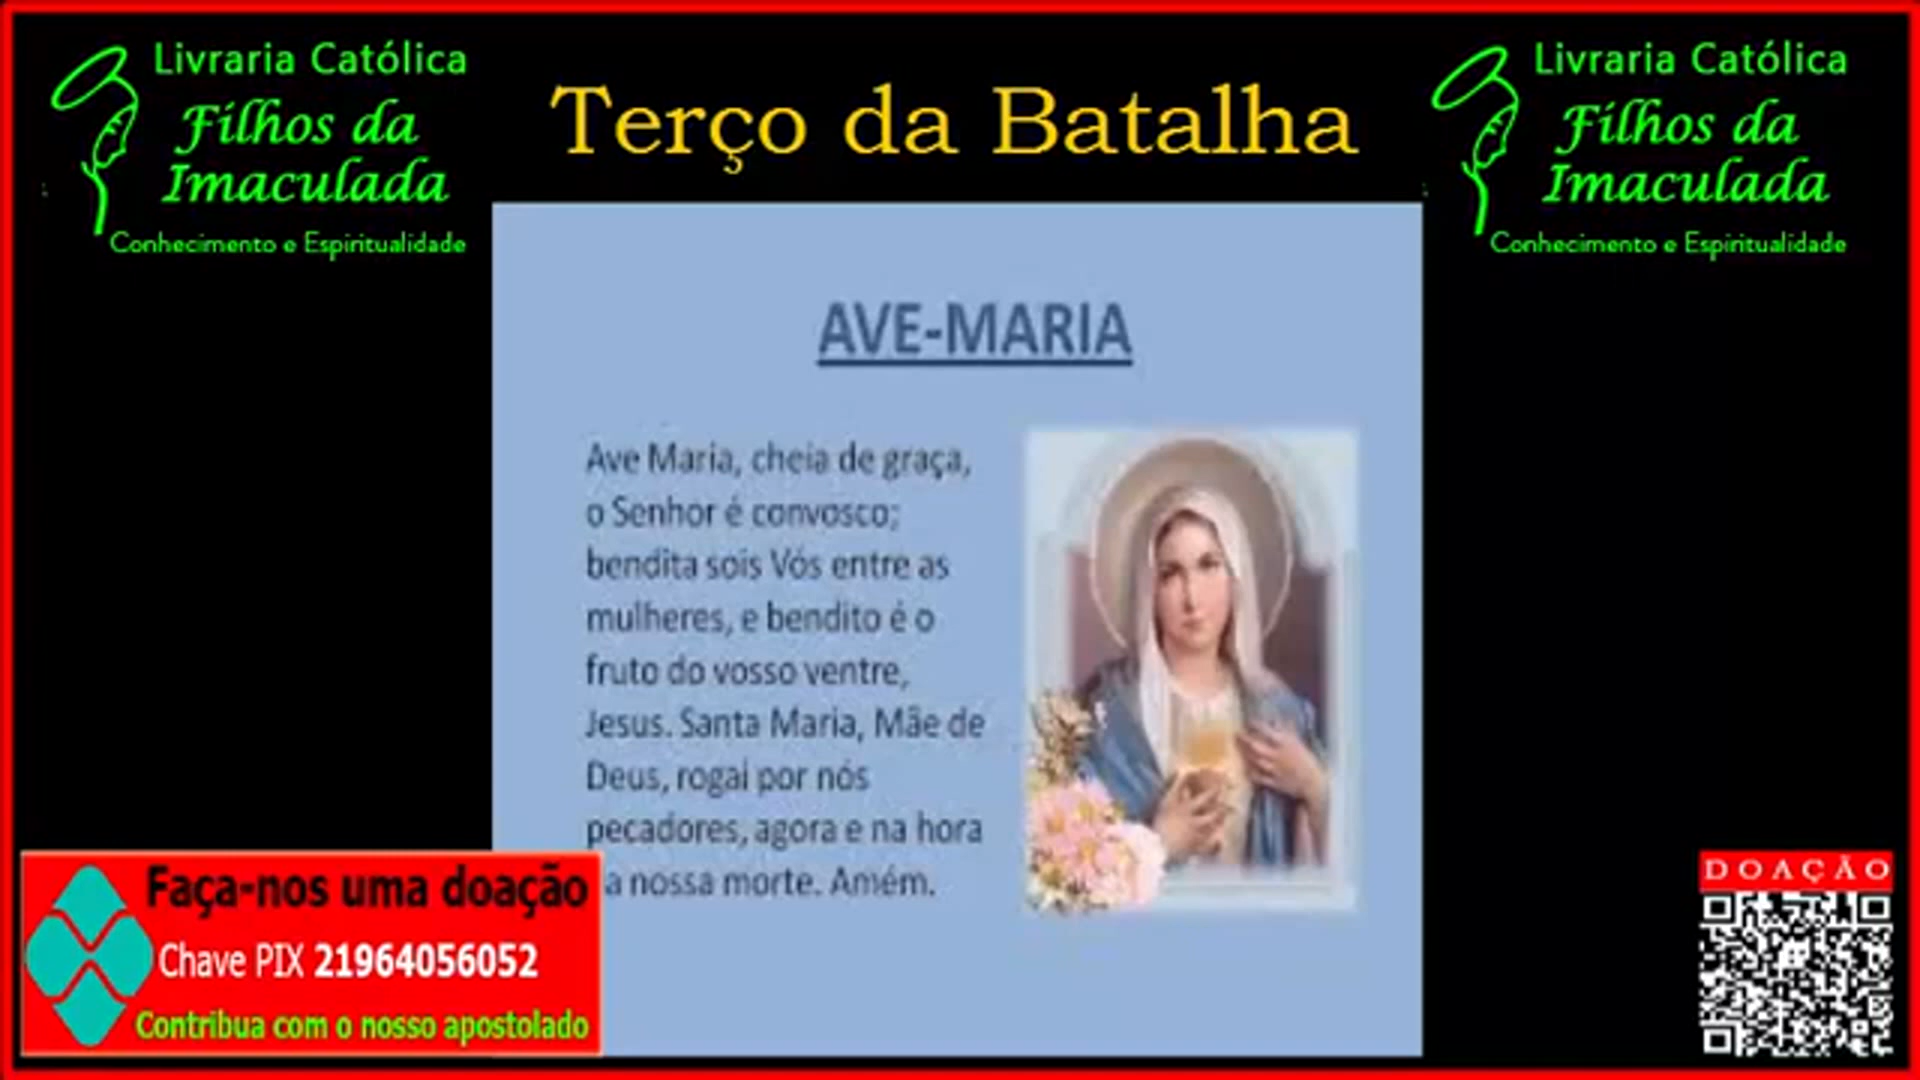 Livraria Católica
Filhos da
Imaculada
Conhecimento e Espiritualidade
Terço da Batalha
Livraria Católica
Filhos da
Imaculada
Conhecimento e Espiritualidade
AVE-MARIA
Ave Maria, cheia de graça,
o Senhor é convosco;
bendita sois Vós entre as
mulheres, e bendito é o
fruto do vosso ventre,
Jesus. Santa Maria, Mãe de
Deus, rogai por nós
pecadores, agora e na hora
a nossa morte. Amém.
Faça-nos uma doação
Chave PIX 21964056052
Contribua com o nosso apostolado
DOAÇÃO